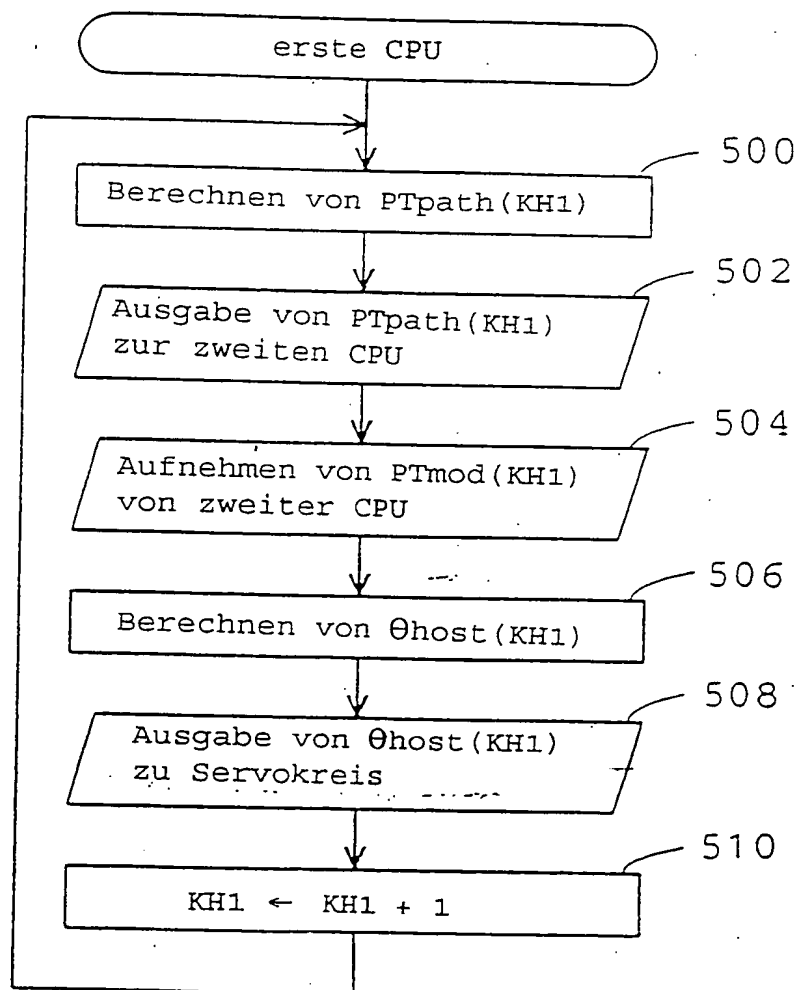 erste CPU
500
Berechnen von PTpath(KH1)
502
Ausgabe von PTpath(KH1)
zur zweiten CPU
504
Aufnehmen von PTmod(KH1)
von zweiter CPU
506
Berechnen von θhost(KH1)
508
Ausgabe von θhost(KH1)
zu Servokreis
510
KH1 ← KH1 + 1